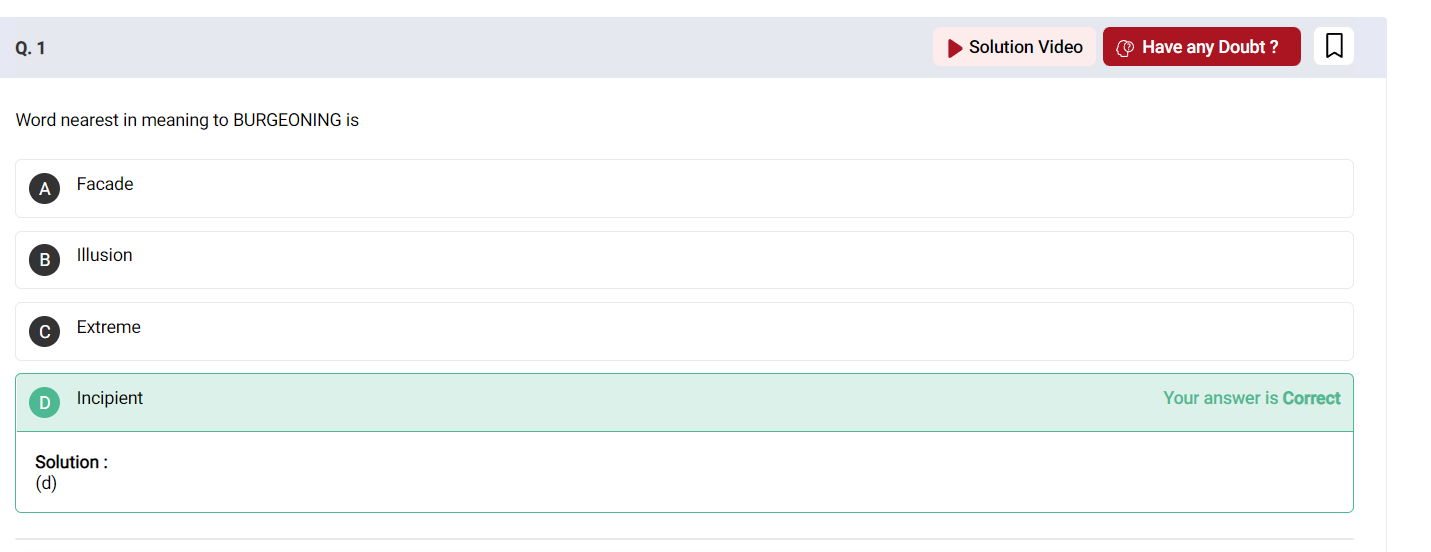 Q. 1
Solution Video
Have any Doubt ?
Word nearest in meaning to BURGEONING is
A Facade
B Illusion
C Extreme
D Incipient
Your answer is Correct
Solution :
(d)